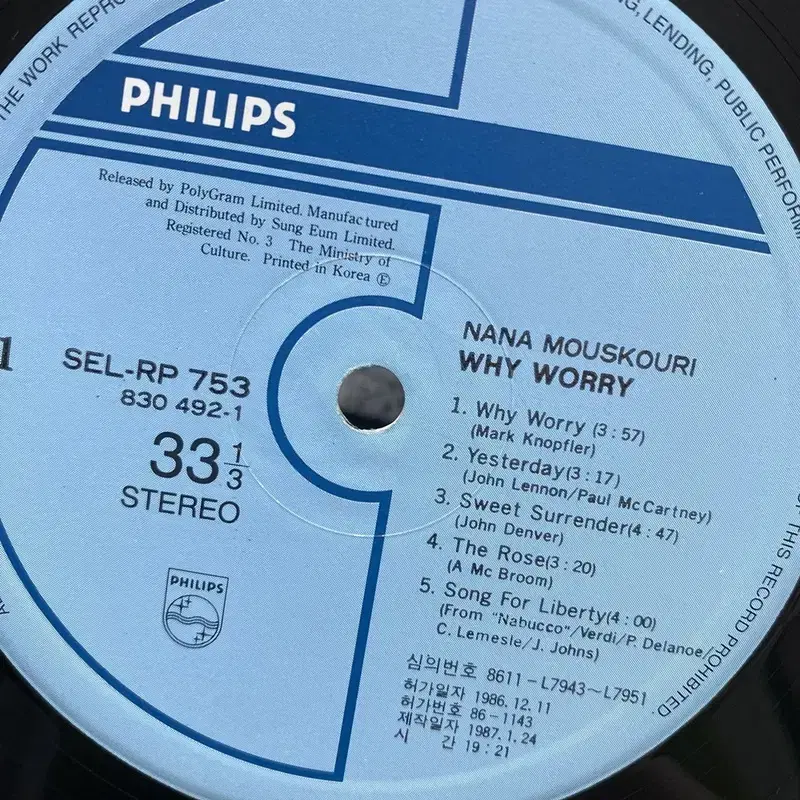 THE WORK REPRO
NG, LENDING, PUBLIC PERFORM
PHILIPS
Released by PolyGram Limited. Manufactured
and Distributed by Sung Eum Limited.
Registered No. 3 The Ministry of
Culture. Printed in Korea Ⓔ
1
SEL-RP 753
830 492-1
33 1/3
STEREO
PHILIPS
NANA MOUSKOURI
WHY WORRY
1. Why Worry (3 : 57)
(Mark Knopfler)
2. Yesterday(3 : 17)
(John Lennon/Paul McCartney)
3. Sweet Surrender(4 : 47)
(John Denver)
4. The Rose(3 : 20)
(A Mc Broom)
5. Song For Liberty(4 : 00)
(From "Nabucco"/Verdi/P. Delanoe/
C. Lemesle/J. Johns)
심의번호 8611-L7943~L7951
허가일자 1986. 12. 11
허가번호 86-1143
제작일자 1987. 1. 24
시 간 19 : 21
OF THIS RECORD PROHIBITED.